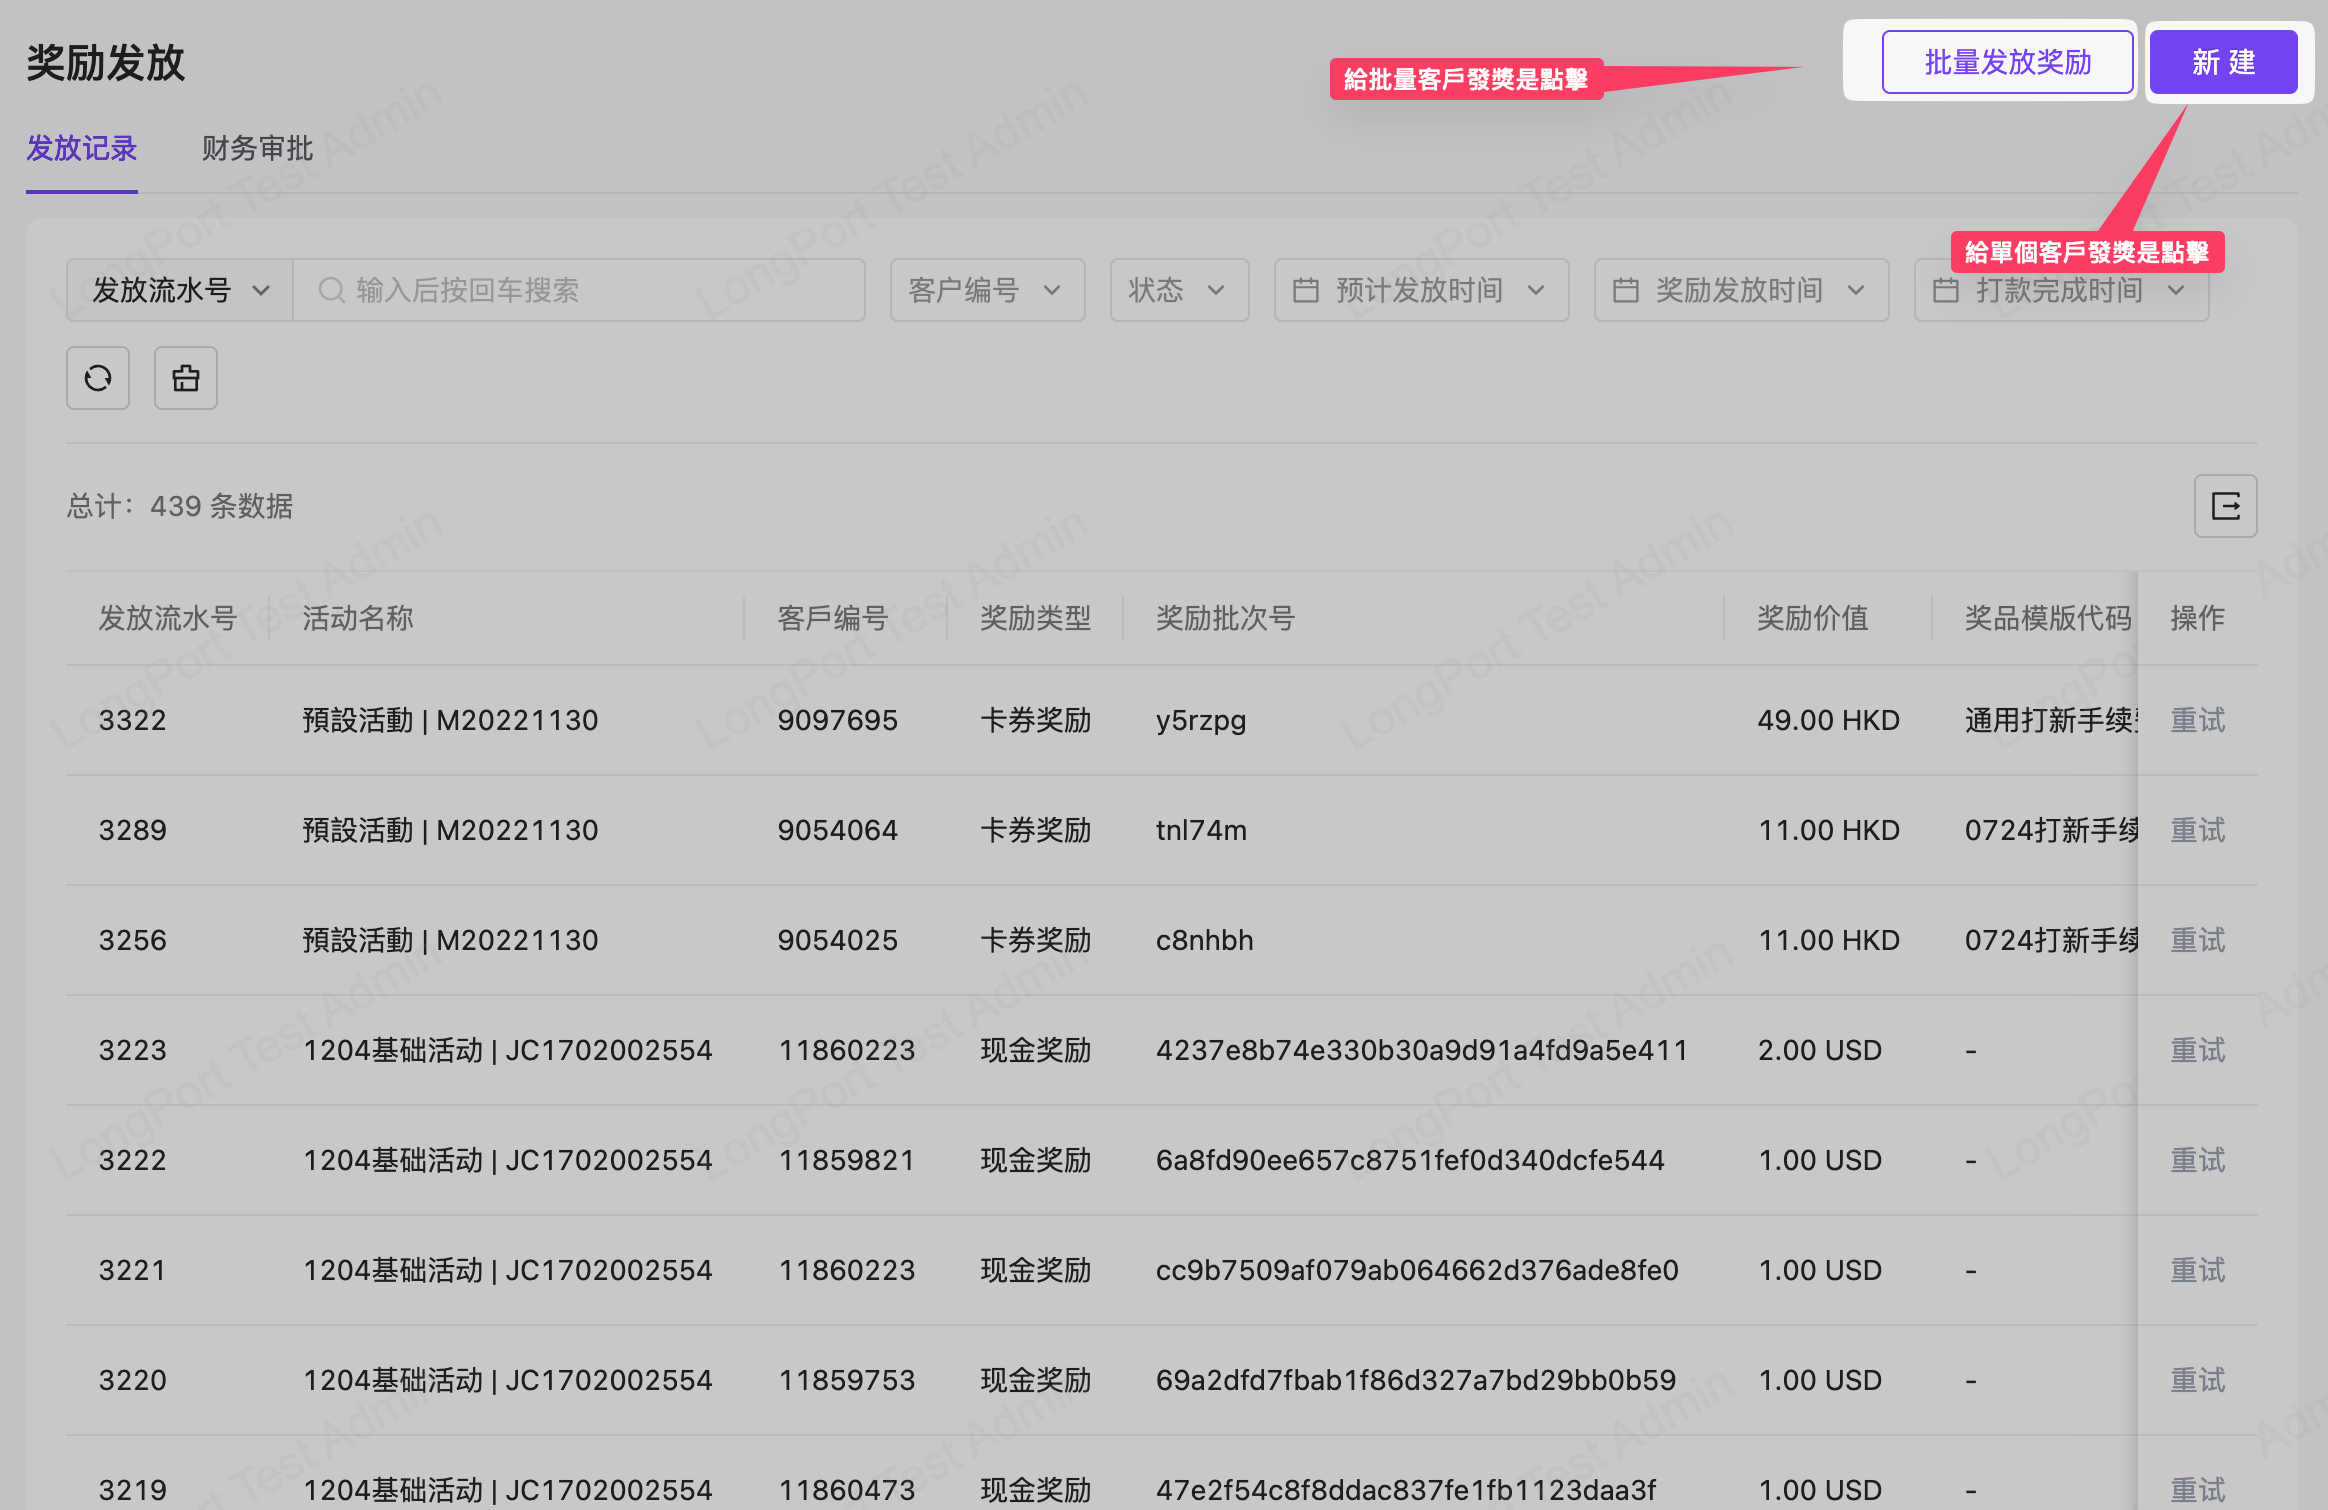 奖励发放
給批量客戶發獎是點擊
批量发放奖励
新 建
发放记录
财务审批
給單個客戶發獎是點擊
发放流水号
输入后按回车搜索
客户编号
状态
预计发放时间
奖励发放时间
打款完成时间
总计：439 条数据
发放流水号 活动名称 客戶编号 奖励类型 奖励批次号 奖励价值 奖品模版代码 操作
3322 預設活動 | M20221130 9097695 卡券奖励 y5rzpg 49.00 HKD 通用打新手续 重试
3289 預設活動 | M20221130 9054064 卡券奖励 tnl74m 11.00 HKD 0724打新手续 重试
3256 預設活動 | M20221130 9054025 卡券奖励 c8nhbh 11.00 HKD 0724打新手续 重试
3223 1204基础活动 | JC1702002554 11860223 现金奖励 4237e8b74e330b30a9d91a4fd9a5e411 2.00 USD - 重试
3222 1204基础活动 | JC1702002554 11859821 现金奖励 6a8fd90ee657c8751fef0d340dcfe544 1.00 USD - 重试
3221 1204基础活动 | JC1702002554 11860223 现金奖励 cc9b7509af079ab064662d376ade8fe0 1.00 USD - 重试
3220 1204基础活动 | JC1702002554 11859753 现金奖励 69a2dfd7fbab1f86d327a7bd29bb0b59 1.00 USD - 重试
3219 1204基础活动 | JC1702002554 11860473 现金奖励 47e2f54c8f8ddac837fe1fb1123daa3f 1.00 USD - 重试
LongPort Test Admin